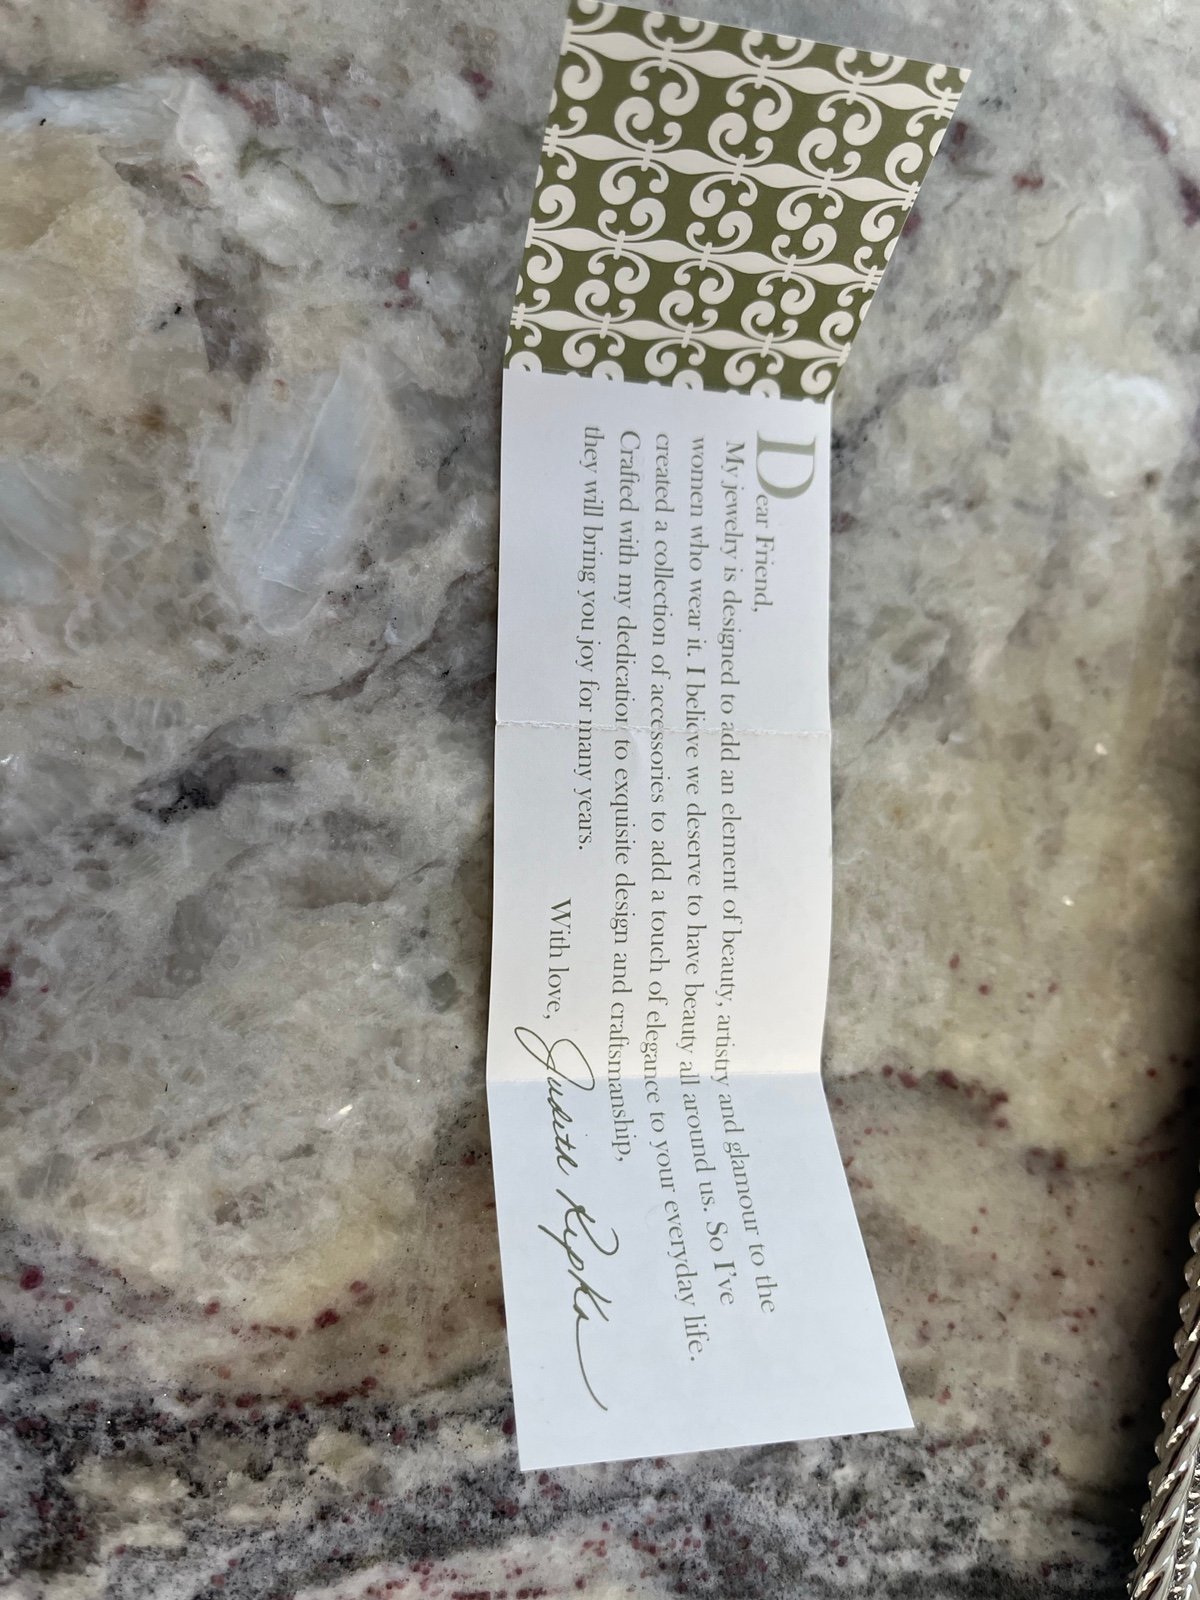 Dear Friend,
My jewelry is designed to add an element of beauty, artistry and glamour to the
women who wear it. I believe we deserve to have beauty all around us. So I've
created a collection of accessories to add a touch of elegance to your everyday life.
Crafted with my dedication to exquisite design and craftsmanship,
they will bring you joy for many years.
With love, Judith Ripka